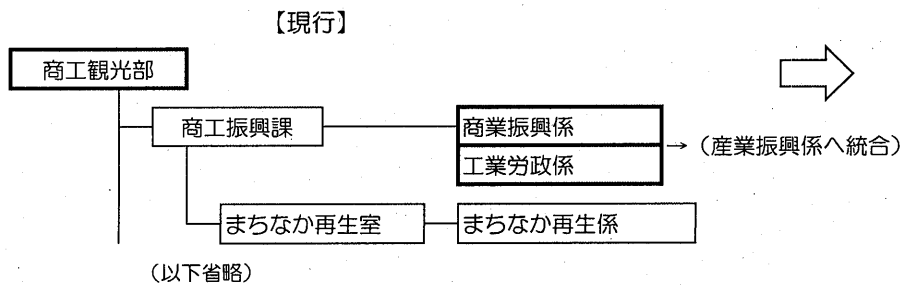 【現行】
商工観光部
商工振興課
商業振興係
工業労政係
→（産業振興係へ統合）
まちなか再生室
まちなか再生係
（以下省略）